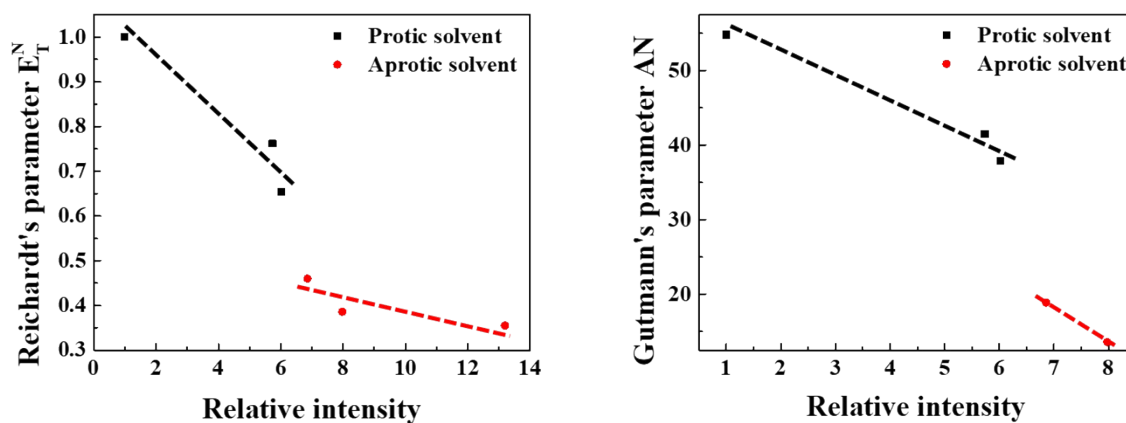 Reichardt's parameter E_T^N
1.0
0.9
0.8
0.7
0.6
0.5
0.4
0.3
Protic solvent
Aprotic solvent
0 2 4 6 8 10 12 14
Relative intensity
Gutmann's parameter AN
50
40
30
20
Protic solvent
Aprotic solvent
1 2 3 4 5 6 7 8
Relative intensity